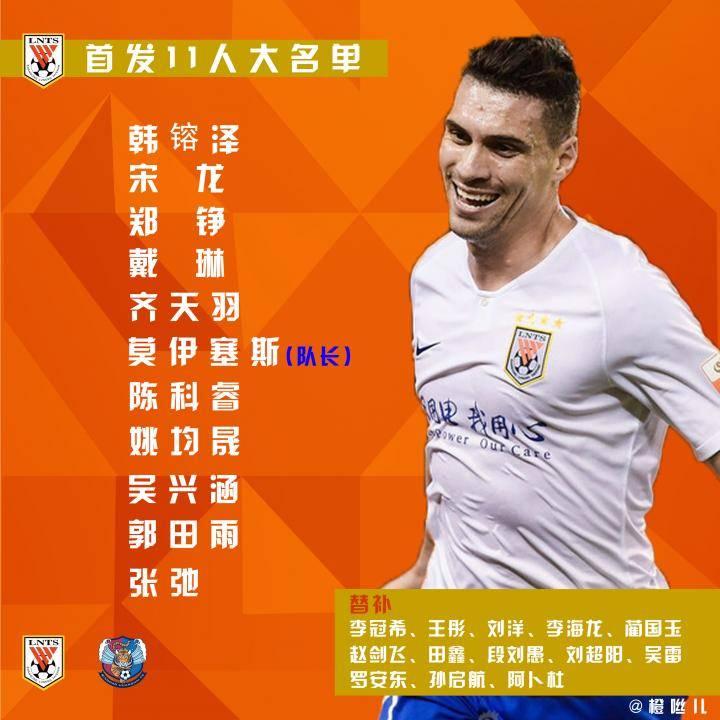 LNTS
首发11人大名单
韩镕泽
宋 龙
郑 铮
戴 琳
齐天羽
莫伊塞斯(队长)
陈科睿
姚均晟
吴兴涵
郭田雨
张弛
LNTS
我用心
Power Our Care
替补
李冠希、王彤、刘洋、李海龙、蔺国玉
赵剑飞、田鑫、段刘愚、刘超阳、吴雷
罗安东、孙启航、阿卜杜
LNTS
@橙咝儿